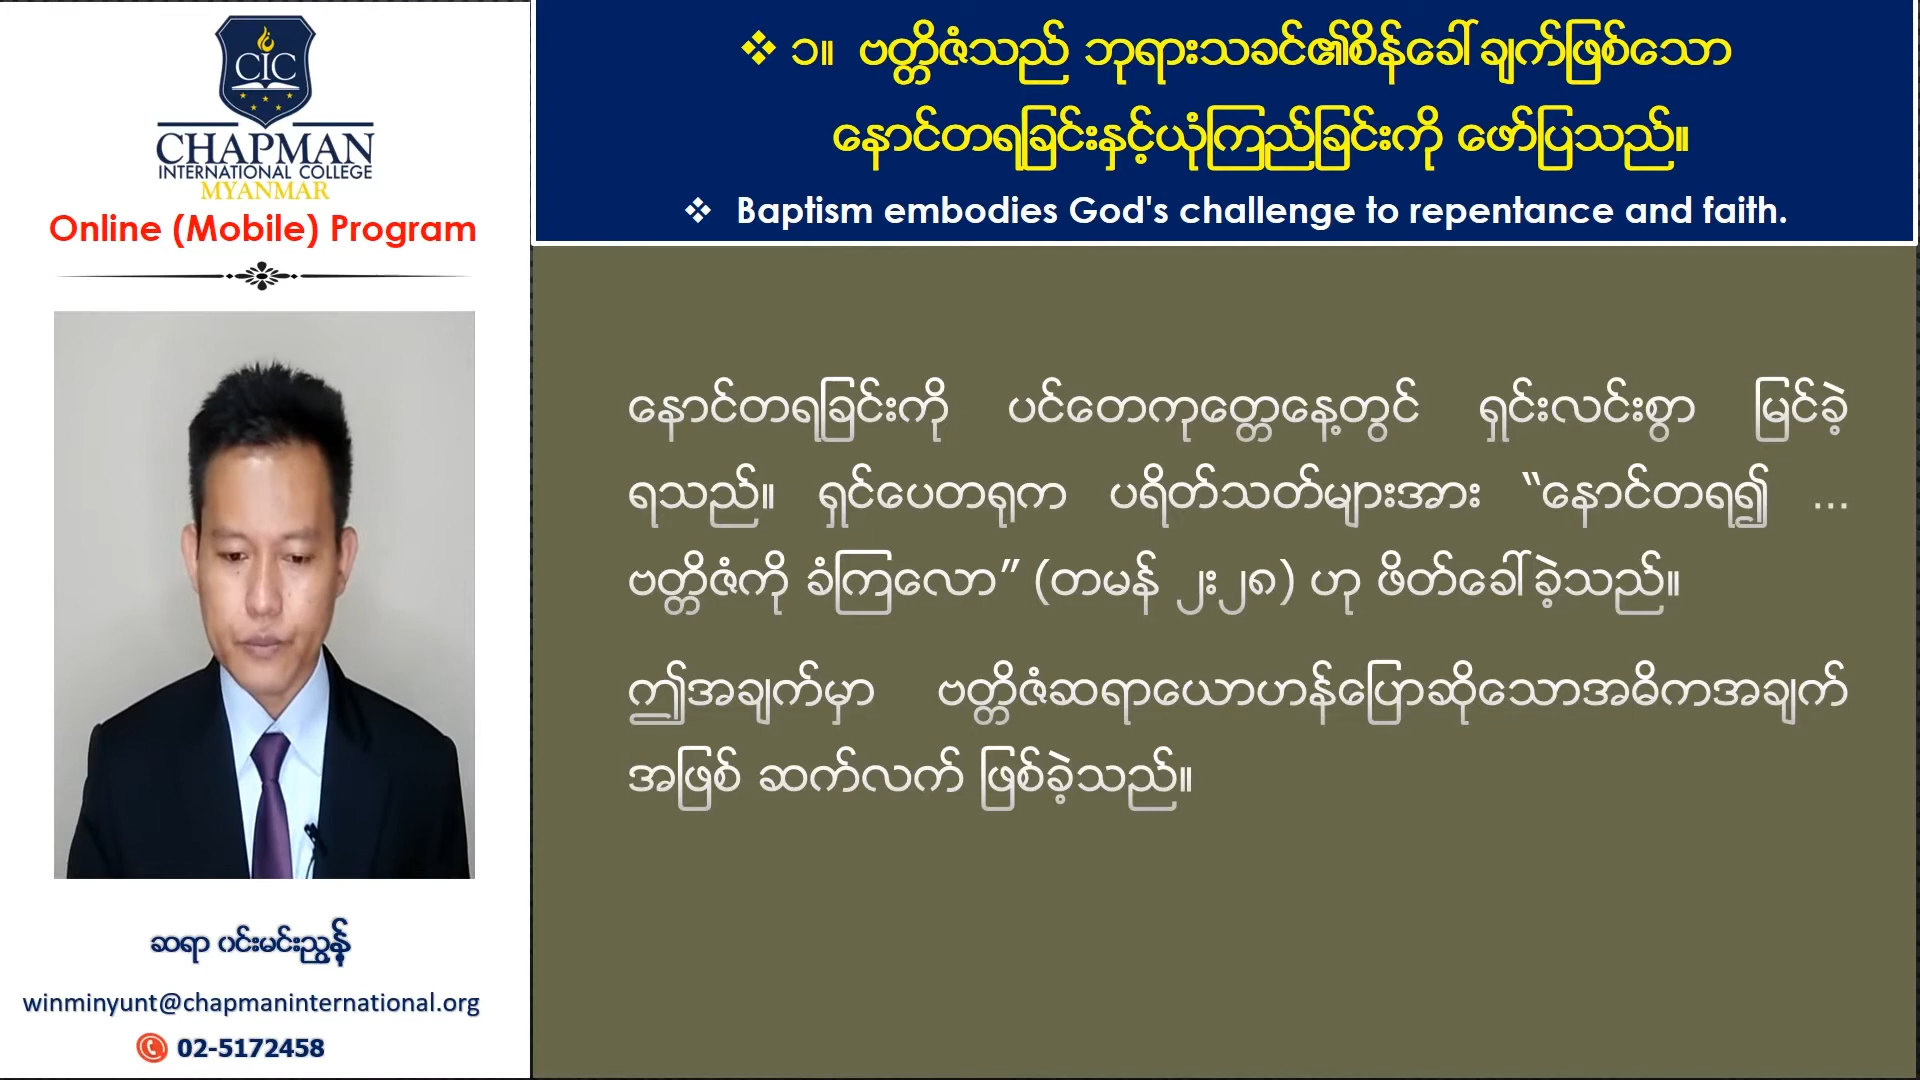 CIC
CHAPMAN
INTERNATIONAL COLLEGE
MYANMAR
Online (Mobile) Program
ဆရာ ဝင်းမင်းညွန့်
winminyunt@chapmaninternational.org
02-5172458
❖ ၁။ ဗတ္တိဇံသည် ဘုရားသခင်၏စိန်ခေါ်ချက်ဖြစ်သော
နောင်တရခြင်းနှင့်ယုံကြည်ခြင်းကို ဖော်ပြသည်။
❖ Baptism embodies God's challenge to repentance and faith.
နောင်တရခြင်းကို ပင်တေကုတ္တေနေ့တွင် ရှင်းလင်းစွာ မြင်ခဲ့
ရသည်။ ရှင်ပေတရုက ပရိတ်သတ်များအား “နောင်တရ၍ ...
ဗတ္တိဇံကို ခံကြလော” (တမန် ၂း၂၈) ဟု ဖိတ်ခေါ်ခဲ့သည်။
ဤအချက်မှာ ဗတ္တိဇံဆရာယောဟန်ပြောဆိုသောအဓိကအချက်
အဖြစ် ဆက်လက် ဖြစ်ခဲ့သည်။